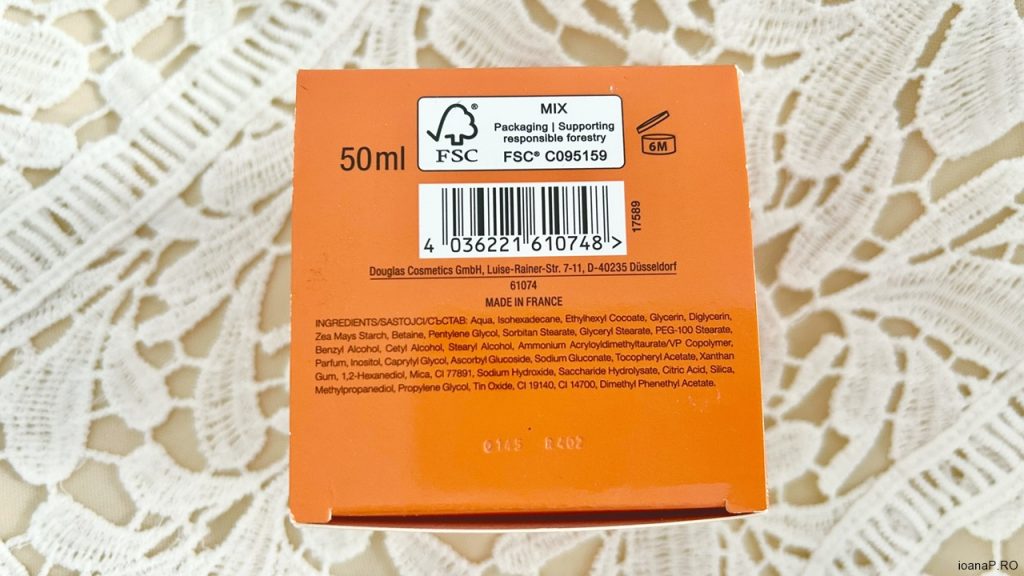 MIX
Packaging | Supporting
responsible forestry
FSC® C095159
FSC
®
6M
50ml
4 036221 610748 >
17589
Douglas Cosmetics GmbH, Luise-Rainer-Str. 7-11, D-40235 Düsseldorf
61074
MADE IN FRANCE
INGREDIENTS/SASTOJCI/СЪСТАВ: Aqua, Isohexadecane, Ethylhexyl Cocoate, Glycerin, Diglycerin,
Zea Mays Starch, Betaine, Pentylene Glycol, Sorbitan Stearate, Glyceryl Stearate, PEG-100 Stearate,
Benzyl Alcohol, Cetyl Alcohol, Stearyl Alcohol, Ammonium Acryloyldimethyltaurate/VP Copolymer,
Parfum, Inositol, Caprylyl Glycol, Ascorbyl Glucoside, Sodium Gluconate, Tocopheryl Acetate, Xanthan
Gum, 1,2-Hexanediol, Mica, CI 77891, Sodium Hydroxide, Saccharide Hydrolysate, Citric Acid, Silica,
Methylpropanediol, Propylene Glycol, Tin Oxide, CI 19140, CI 14700, Dimethyl Phenethyl Acetate.
ioanaP.RO